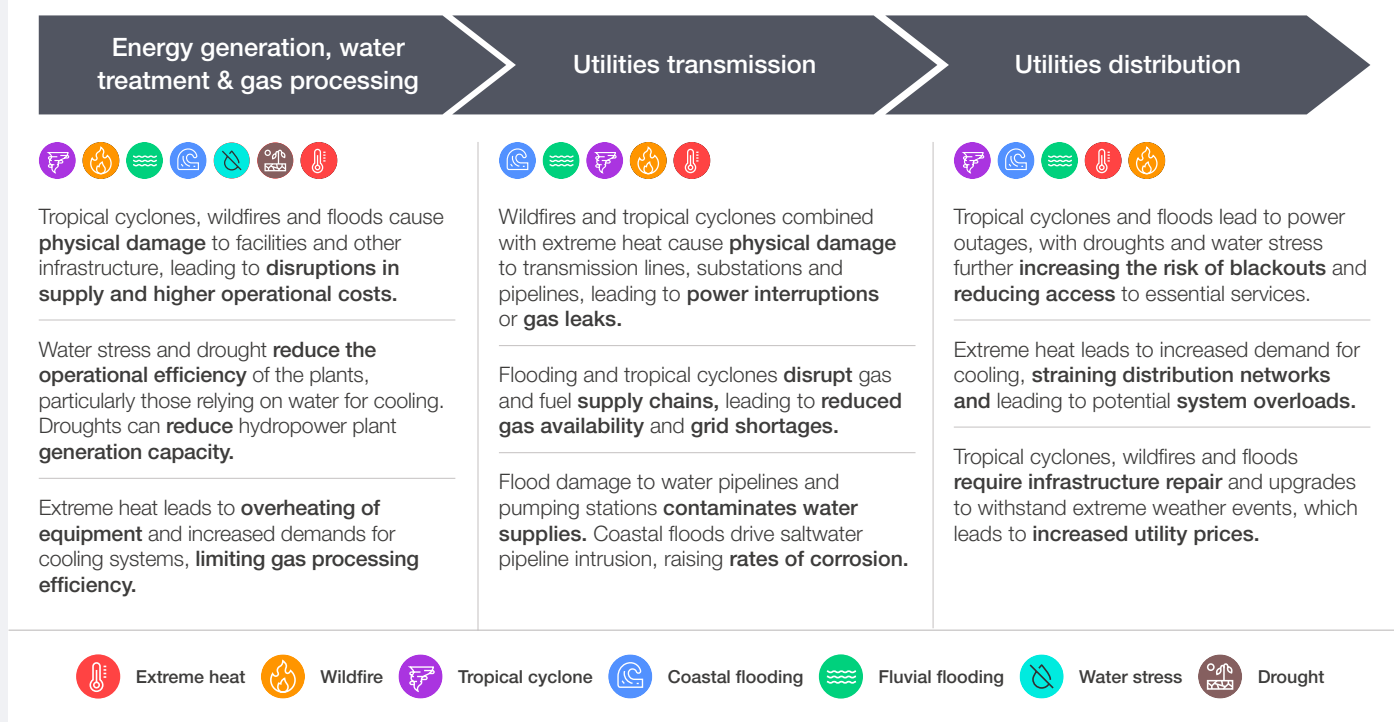 Energy generation, water
treatment & gas processing
Utilities transmission
Utilities distribution
Tropical cyclones, wildfires and floods cause
physical damage to facilities and other
infrastructure, leading to disruptions in
supply and higher operational costs.
Water stress and drought reduce the
operational efficiency of the plants,
particularly those relying on water for cooling.
Droughts can reduce hydropower plant
generation capacity.
Extreme heat leads to overheating of
equipment and increased demands for
cooling systems, limiting gas processing
efficiency.
Wildfires and tropical cyclones combined
with extreme heat cause physical damage
to transmission lines, substations and
pipelines, leading to power interruptions
or gas leaks.
Flooding and tropical cyclones disrupt gas
and fuel supply chains, leading to reduced
gas availability and grid shortages.
Flood damage to water pipelines and
pumping stations contaminates water
supplies. Coastal floods drive saltwater
pipeline intrusion, raising rates of corrosion.
Tropical cyclones and floods lead to power
outages, with droughts and water stress
further increasing the risk of blackouts and
reducing access to essential services.
Extreme heat leads to increased demand for
cooling, straining distribution networks
and leading to potential system overloads.
Tropical cyclones, wildfires and floods
require infrastructure repair and upgrades
to withstand extreme weather events, which
leads to increased utility prices.
Extreme heat
Wildfire
Tropical cyclone
Coastal flooding
Fluvial flooding
Water stress
Drought